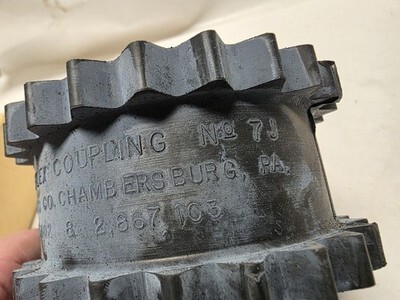 COUPLING No 7J
CO. CHAMBERSBURG, PA.
& 2,867,103